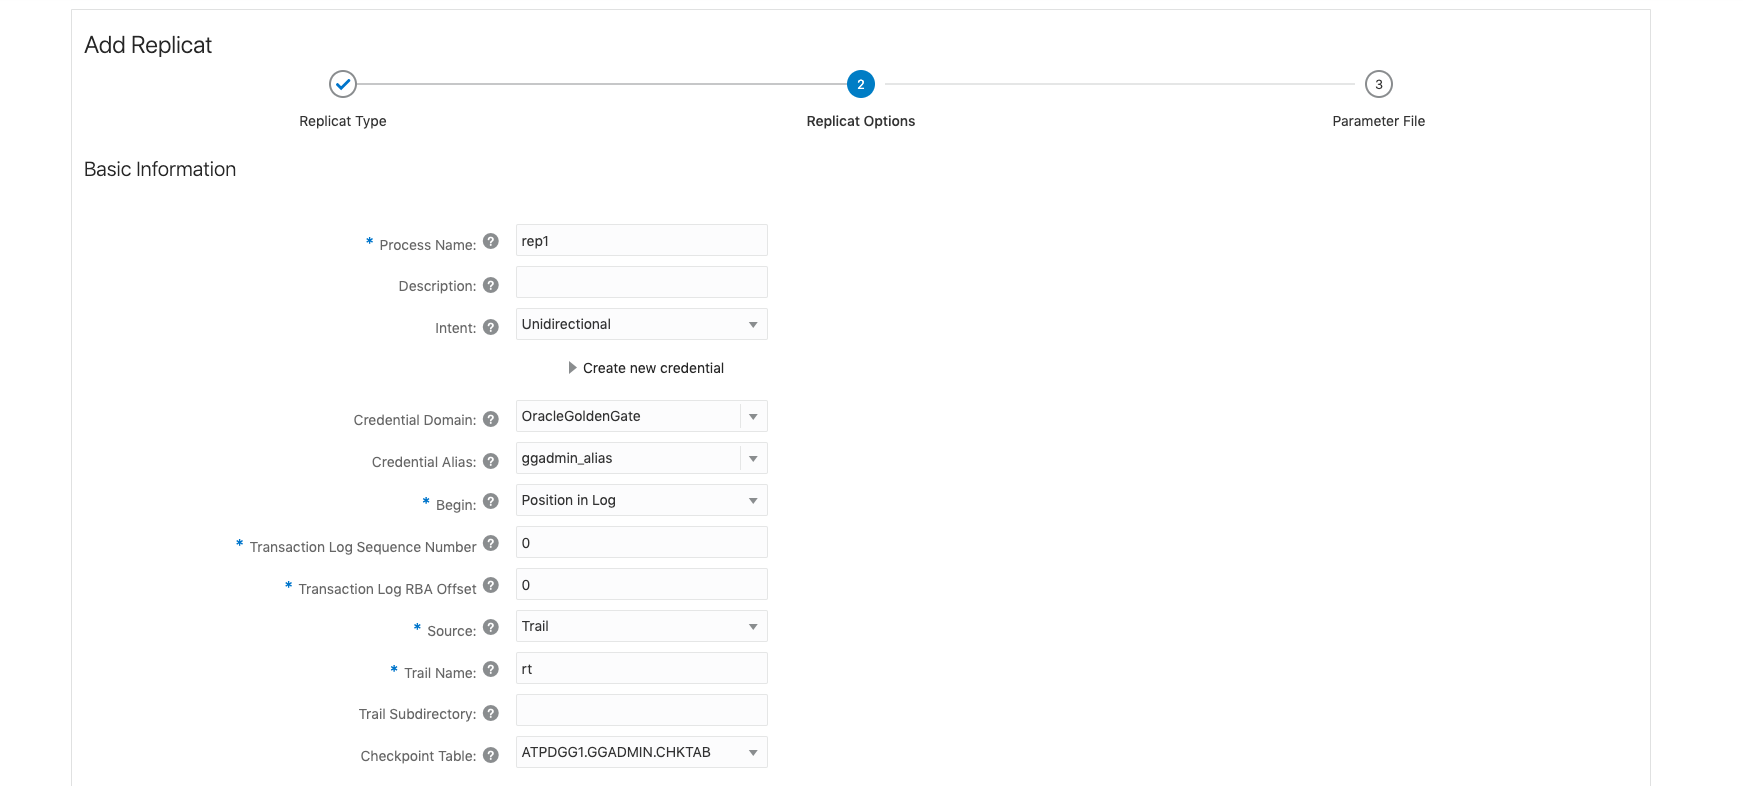 Add Replicat
2 3
Replicat Type Replicat Options Parameter File
Basic Information
* Process Name: ? rep1
Description: ?
Intent: ? Unidirectional
Create new credential
Credential Domain: ? OracleGoldenGate
Credential Alias: ? ggadmin_alias
* Begin: ? Position in Log
* Transaction Log Sequence Number ? 0
* Transaction Log RBA Offset ? 0
* Source: ? Trail
* Trail Name: ? rt
Trail Subdirectory: ?
Checkpoint Table: ? ATPDGG1.GGADMIN.CHKTAB